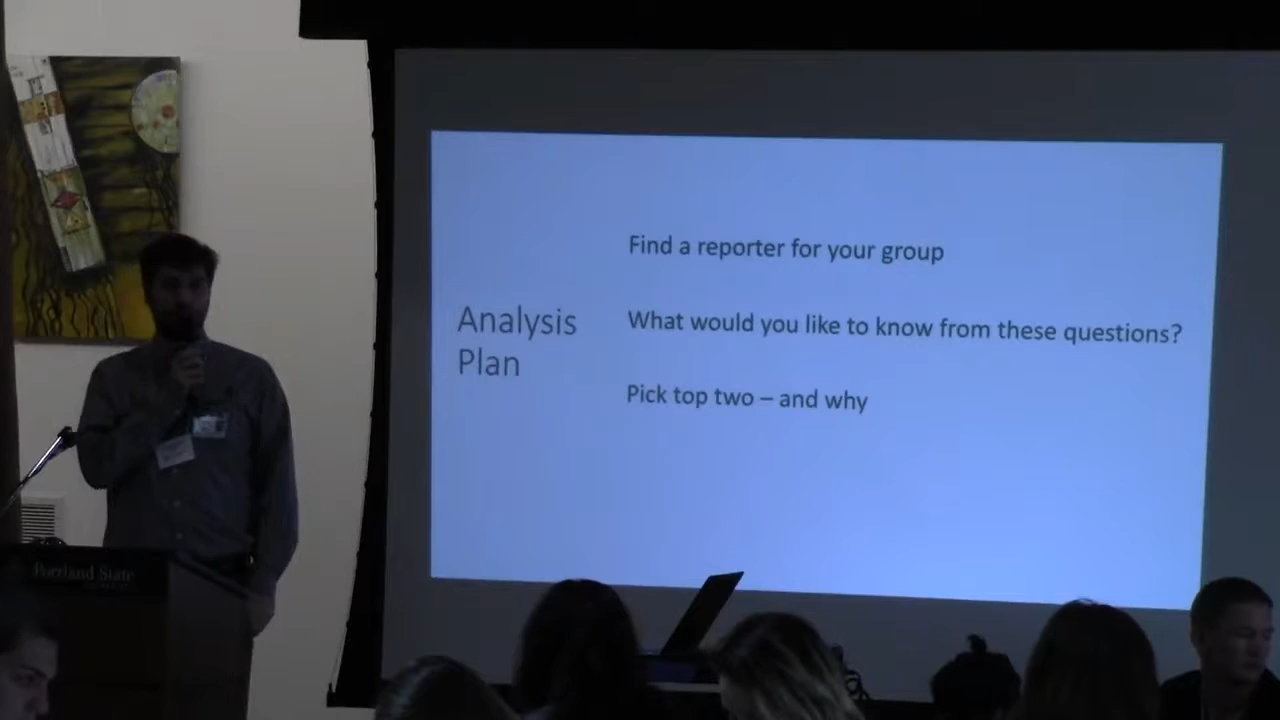 Find a reporter for your group
Analysis
Plan
What would you like to know from these questions?
Pick top two – and why
Portland State